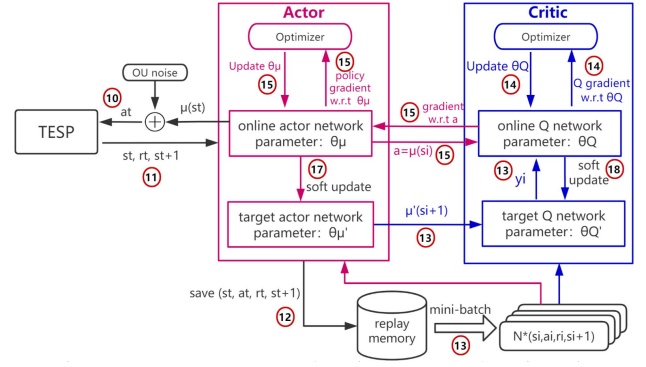 Actor
Critic
Optimizer
Optimizer
OU noise
Update θμ
15
15
policy
gradient
w.r.t θμ
Update θQ
14
14
Q gradient
w.r.t θQ
10
at
μ(st)
TESP
online actor network
parameter: θμ
15
gradient
w.r.t a
online Q network
parameter: θQ
st, rt, st+1
11
a=μ(si)
15
17
soft update
13
yi
soft
update
18
target actor network
parameter: θμ'
μ'(si+1)
13
target Q network
parameter: θQ'
save (st, at, rt, st+1)
12
replay
memory
mini-batch
13
N*(si,ai,ri,si+1)